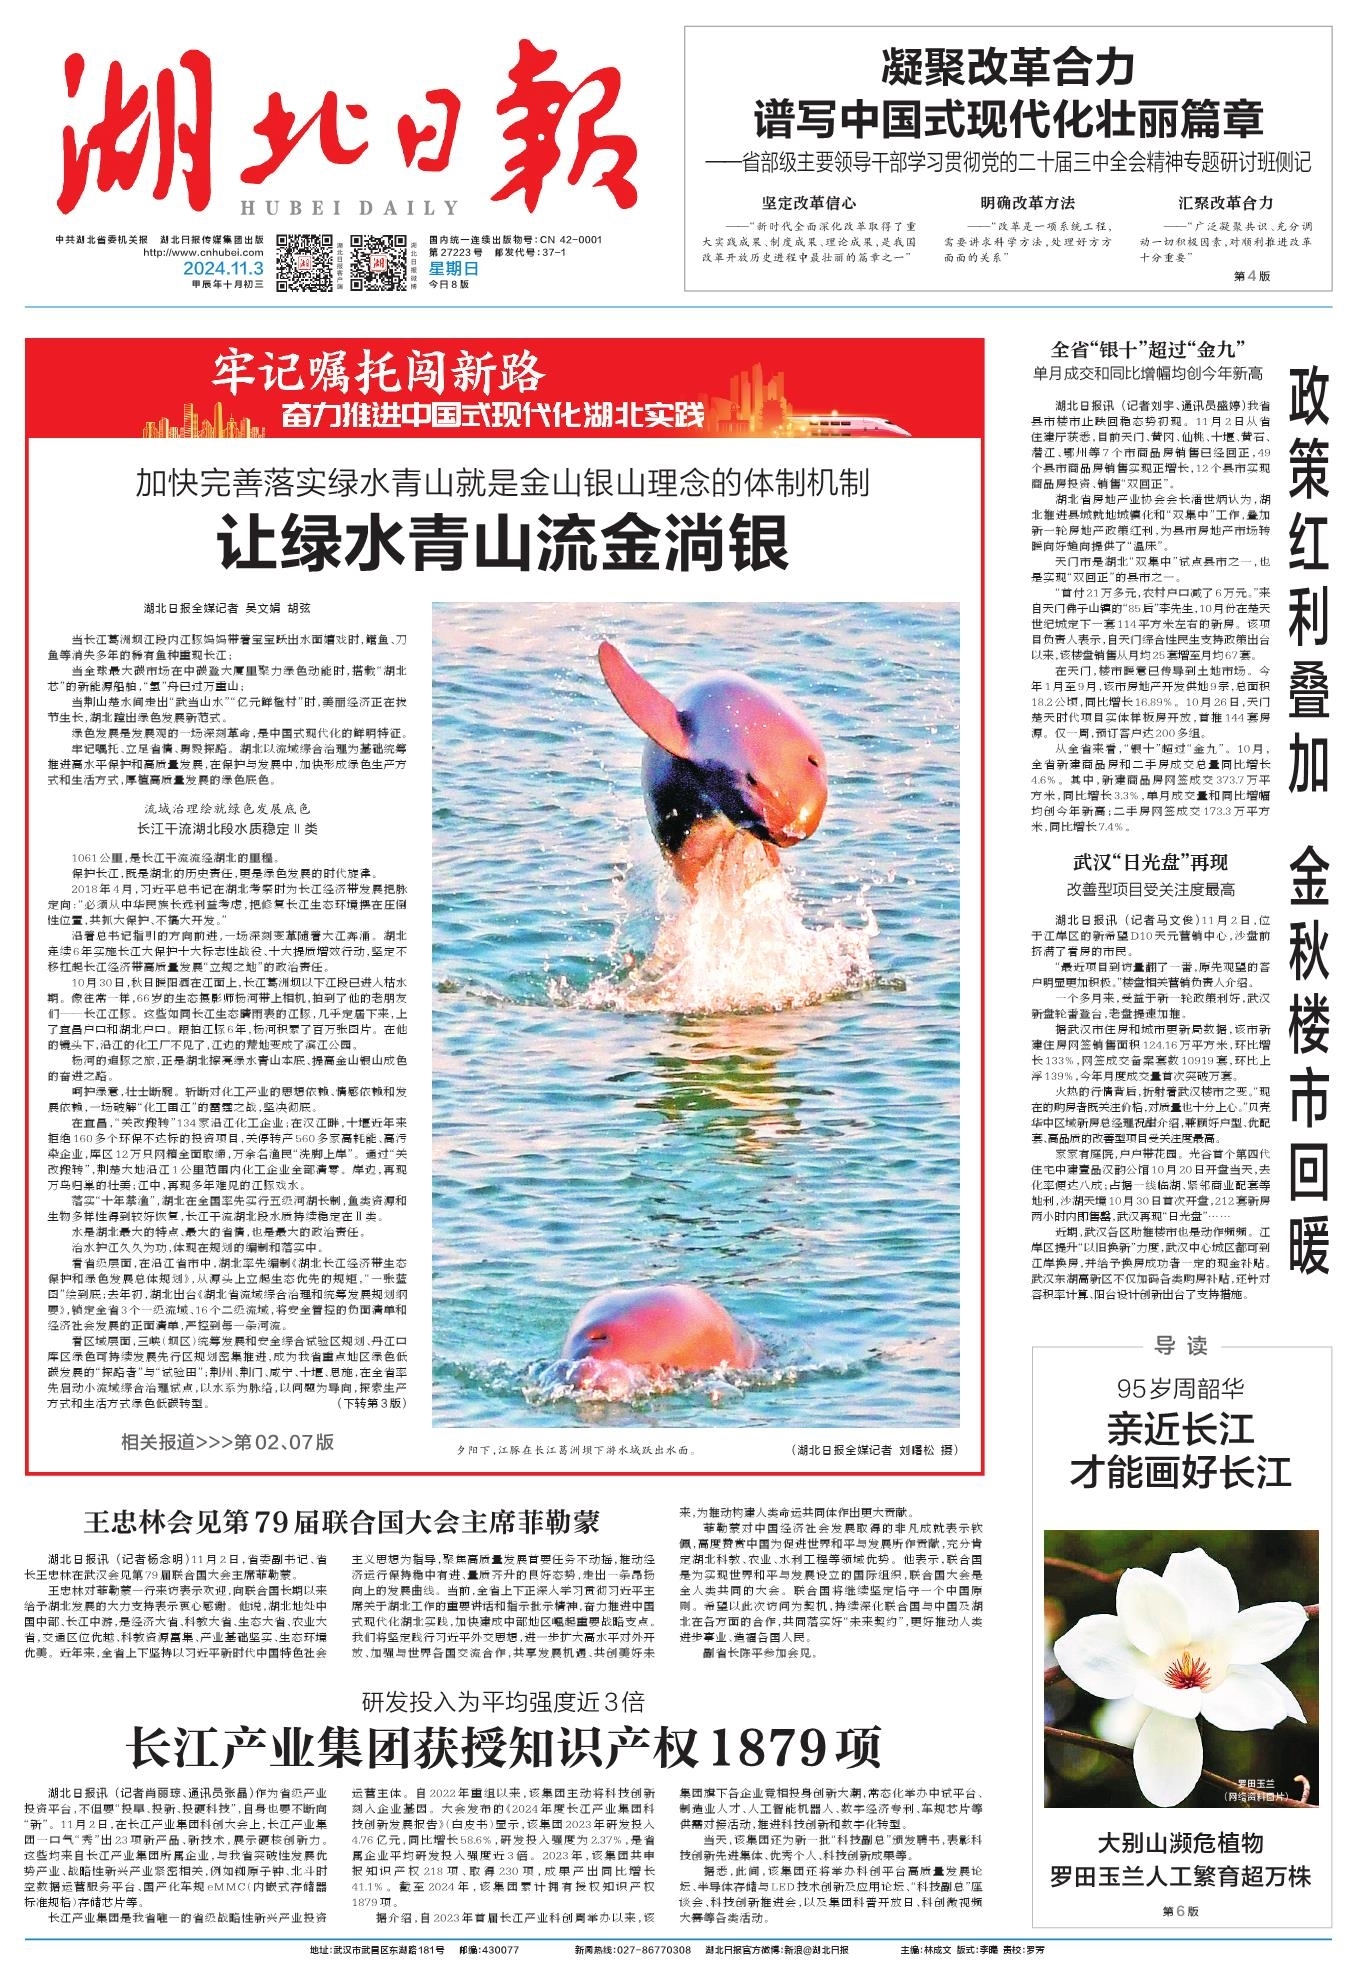 湖北日報
HUBEI DAILY
中共湖北省委机关报 湖北日报传媒集团出版
http://www.cnhubei.com
2024.11.3
甲辰年十月初三
湖北日报客户端
湖北日报微博
国内统一连续出版物号：CN 42-0001
第27223号 邮发代号：37-1
星期日
今日8版
凝聚改革合力
谱写中国式现代化壮丽篇章
——省部级主要领导干部学习贯彻党的二十届三中全会精神专题研讨班侧记
坚定改革信心
——“新时代全面深化改革取得了重
大实践成果、制度成果、理论成果，是我国
改革开放历史进程中最壮丽的篇章之一”
明确改革方法
——“改革是一项系统工程，
需要讲求科学方法，处理好方方
面面的关系”
汇聚改革合力
——“广泛凝聚共识、充分调
动一切积极因素，对顺利推进改革
十分重要”
第4版
牢记嘱托闯新路
奋力推进中国式现代化湖北实践
加快完善落实绿水青山就是金山银山理念的体制机制
让绿水青山流金淌银
湖北日报全媒记者 吴文娟 胡弦
当长江葛洲坝江段内江豚妈妈带着宝宝跃出水面嬉戏时，鳤鱼、刀
鱼等消失多年的稀有鱼种重现长江；
当全球最大碳市场在中碳登大厦里聚力绿色动能时，搭载“湖北
芯”的新能源船舶，“氢”舟已过万重山；
当荆山楚水间走出“武当山水”“亿元鲜橙村”时，美丽经济正在拔
节生长，湖北蹚出绿色发展新范式。
绿色发展是发展观的一场深刻革命，是中国式现代化的鲜明特征。
牢记嘱托、立足省情、勇毅探路。湖北以流域综合治理为基础统筹
推进高水平保护和高质量发展，在保护与发展中，加快形成绿色生产方
式和生活方式，厚植高质量发展的绿色底色。
流域治理绘就绿色发展底色
长江干流湖北段水质稳定Ⅱ类
1061公里，是长江干流流经湖北的里程。
保护长江，既是湖北的历史责任，更是绿色发展的时代旋律。
2018年4月，习近平总书记在湖北考察时为长江经济带发展把脉
定向：“必须从中华民族长远利益考虑，把修复长江生态环境摆在压倒
性位置，共抓大保护、不搞大开发。”
沿着总书记指引的方向前进，一场深刻变革随着大江奔涌。湖北
连续6年实施长江大保护十大标志性战役、十大提质增效行动，坚定不
移扛起长江经济带高质量发展“立规之地”的政治责任。
10月30日，秋日暖阳洒在江面上，长江葛洲坝以下江段已进入枯水
期。像往常一样，66岁的生态摄影师杨河带上相机，拍到了他的老朋友
们——长江江豚。这些如同长江生态晴雨表的江豚，几乎定居下来，上
了宜昌户口和湖北户口。跟拍江豚6年，杨河积累了百万张图片。在他
的镜头下，沿江的化工厂不见了，江边的荒地变成了滨江公园。
杨河的追豚之旅，正是湖北擦亮绿水青山本底、提高金山银山成色
的奋进之路。
呵护绿意，壮士断腕。斩断对化工产业的思想依赖、情感依赖和发
展依赖，一场破解“化工围江”的雷霆之战，坚决彻底。
在宜昌，“关改搬转”134家沿江化工企业；在汉江畔，十堰近年来
拒绝160多个环保不达标的投资项目，关停转产560多家高耗能、高污
染企业，库区12万只网箱全面取缔，万余名渔民“洗脚上岸”。通过“关
改搬转”，荆楚大地沿江1公里范围内化工企业全部清零。岸边，再现
万鸟归巢的壮美；江中，再现多年难见的江豚戏水。
落实“十年禁渔”，湖北在全国率先实行五级河湖长制，鱼类资源和
生物多样性得到较好恢复，长江干流湖北段水质持续稳定在Ⅱ类。
水是湖北最大的特点、最大的省情，也是最大的政治责任。
治水护江久久为功，体现在规划的编制和落实中。
看省级层面，在沿江省市中，湖北率先编制《湖北长江经济带生态
保护和绿色发展总体规划》，从源头上立起生态优先的规矩，“一张蓝
图”绘到底；去年初，湖北出台《湖北省流域综合治理和统筹发展规划纲
要》，锁定全省3个一级流域、16个二级流域，将安全管控的负面清单和
经济社会发展的正面清单，严控到每一条河流。
看区域层面，三峡（坝区）统筹发展和安全综合试验区规划、丹江口
库区绿色可持续发展先行区规划密集推进，成为我省重点地区绿色低
碳发展的“探路者”与“试验田”；荆州、荆门、咸宁、十堰、恩施，在全省率
先启动小流域综合治理试点，以水系为脉络，以问题为导向，探索生产
方式和生活方式绿色低碳转型。 （下转第3版）
相关报道>>>第02、07版
夕阳下，江豚在长江葛洲坝下游水域跃出水面。 （湖北日报全媒记者 刘曙松 摄）
政策红利叠加 金秋楼市回暖
全省“银十”超过“金九”
单月成交和同比增幅均创今年新高
湖北日报讯（记者刘宇、通讯员盛婷）我省
县市楼市止跌回稳态势初现。11月2日从省
住建厅获悉，目前天门、黄冈、仙桃、十堰、黄石、
潜江、鄂州等7个市商品房销售已经回正，49
个县市商品房销售实现正增长，12个县市实现
商品房投资、销售“双回正”。
湖北省房地产业协会会长潘世炳认为，湖
北推进县域就地城镇化和“双集中”工作，叠加
新一轮房地产政策红利，为县市房地产市场转
暖向好趋向提供了“温床”。
天门市是湖北“双集中”试点县市之一，也
是实现“双回正”的县市之一。
“首付21万多元，农村户口减了6万元。”来
自天门佛子山镇的“85后”李先生，10月份在楚天
世纪城定下一套114平方米左右的新房。该项
目负责人表示，自天门综合性民生支持政策出台
以来，该楼盘销售从月均25套增至月均67套。
在天门，楼市暖意已传导到土地市场。今
年1月至9月，该市房地产开发供地9宗，总面积
18.2公顷，同比增长16.89%。10月26日，天门
楚天时代项目实体样板房开放，首推144套房
源。仅一周，预订客户达200多组。
从全省来看，“银十”超过“金九”。10月，
全省新建商品房和二手房成交总量同比增长
4.6%。其中，新建商品房网签成交373.7万平
方米，同比增长3.3%，单月成交量和同比增幅
均创今年新高；二手房网签成交173.3万平方
米，同比增长7.4%。
武汉“日光盘”再现
改善型项目受关注度最高
湖北日报讯（记者马文俊）11月2日，位
于江岸区的新希望D10天元营销中心，沙盘前
挤满了看房的市民。
“最近项目到访量翻了一番，原先观望的客
户明显更加积极。”楼盘相关营销负责人介绍。
一个多月来，受益于新一轮政策利好，武汉
新盘轮番登台，老盘提速加推。
据武汉市住房和城市更新局数据，该市新
建住房网签销售面积124.16万平方米，环比增
长133%，网签成交备案套数10919套，环比上
浮139%，今年月度成交量首次突破万套。
火热的行情背后，折射着武汉楼市之变。“现
在的购房者既关注价格，对质量也十分上心。”贝壳
华中区域新房总经理祝甜介绍，兼顾好户型、优配
套、高品质的改善型项目受关注度最高。
家家有庭院，户户带花园。光谷首个第四代
住宅中建壹品汉韵公馆10月20日开盘当天，去
化率便达八成；占据一线临湖、紧邻商业配套等
地利，沙湖天境10月30日首次开盘，212套新房
两小时内即售罄，武汉再现“日光盘”……
近期，武汉各区助推楼市也是动作频频。江
岸区提升“以旧换新”力度，武汉中心城区都可到
江岸换房，并给予换房成功者一定的现金补贴。
武汉东湖高新区不仅加码各类购房补贴，还针对
容积率计算、阳台设计创新出台了支持措施。
导读
95岁周韶华
亲近长江
才能画好长江
罗田玉兰
（网络资料图片）
大别山濒危植物
罗田玉兰人工繁育超万株
第6版
王忠林会见第79届联合国大会主席菲勒蒙
湖北日报讯（记者杨念明）11月2日，省委副书记、省
长王忠林在武汉会见第79届联合国大会主席菲勒蒙。
王忠林对菲勒蒙一行来访表示欢迎，向联合国长期以来
给予湖北发展的大力支持表示衷心感谢。他说，湖北地处中
国中部、长江中游，是经济大省、科教大省、生态大省、农业大
省，交通区位优越、科教资源富集、产业基础坚实、生态环境
优美。近年来，全省上下坚持以习近平新时代中国特色社会
主义思想为指导，聚焦高质量发展首要任务不动摇，推动经
济运行保持稳中有进、量质齐升的良好态势，走出一条昂扬
向上的发展曲线。当前，全省上下正深入学习贯彻习近平主
席关于湖北工作的重要讲话和指示批示精神，奋力推进中国
式现代化湖北实践，加快建成中部地区崛起重要战略支点。
我们将坚定践行习近平外交思想，进一步扩大高水平对外开
放、加强与世界各国交流合作，共享发展机遇、共创美好未
来，为推动构建人类命运共同体作出更大贡献。
菲勒蒙对中国经济社会发展取得的非凡成就表示钦
佩，高度赞赏中国为促进世界和平与发展所作贡献，充分肯
定湖北科教、农业、水利工程等领域优势。他表示，联合国
是为实现世界和平与发展设立的国际组织，联合国大会是
全人类共同的大会。联合国将继续坚定恪守一个中国原
则。希望以此次访问为契机，持续深化联合国与中国及湖
北在各方面的合作，共同落实好“未来契约”，更好推动人类
进步事业、造福各国人民。
副省长陈平参加会见。
研发投入为平均强度近3倍
长江产业集团获授知识产权1879项
湖北日报讯（记者肖丽琼、通讯员张晶）作为省级产业
投资平台，不但要“投早、投新、投硬科技”，自身也要不断向
“新”。11月2日，在长江产业集团科创大会上，长江产业集
团一口气“秀”出23项新产品、新技术，展示硬核创新力。
这些均来自长江产业集团所属企业，与我省突破性发展优
势产业、战略性新兴产业紧密相关，例如铷原子钟、北斗时
空数据运营服务平台、国产化车规eMMC（内嵌式存储器
标准规格）存储芯片等。
长江产业集团是我省唯一的省级战略性新兴产业投资
运营主体。自2022年重组以来，该集团主动将科技创新
刻入企业基因。大会发布的《2024年度长江产业集团科
技创新发展报告》（白皮书）显示，该集团2023年研发投入
4.76亿元，同比增长58.6%，研发投入强度为2.37%，是省
属企业平均研发投入强度近3倍。2023年，该集团共申
报知识产权218项、取得230项，成果产出同比增长
41.1%。截至2024年，该集团累计拥有授权知识产权
1879项。
据介绍，自2023年首届长江产业科创周举办以来，该
集团旗下各企业竞相投身创新大潮，常态化举办中试平台、
制造业人才、人工智能机器人、数字经济专利、车规芯片等
供需对接活动，推进科技创新和数字化转型。
当天，该集团还为新一批“科技副总”颁发聘书，表彰科
技创新先进集体、优秀个人、科技创新成果等。
据悉，此间，该集团还将举办科创平台高质量发展论
坛、半导体存储与LED技术创新及应用论坛、“科技副总”座
谈会、科技创新推进会，以及集团科普开放日、科创微视频
大赛等各类活动。
地址：武汉市武昌区东湖路181号 邮编：430077 新闻热线：027-86770308 湖北日报官方微博：新浪@湖北日报 主编：林成文 版式：李曦 责校：罗芳